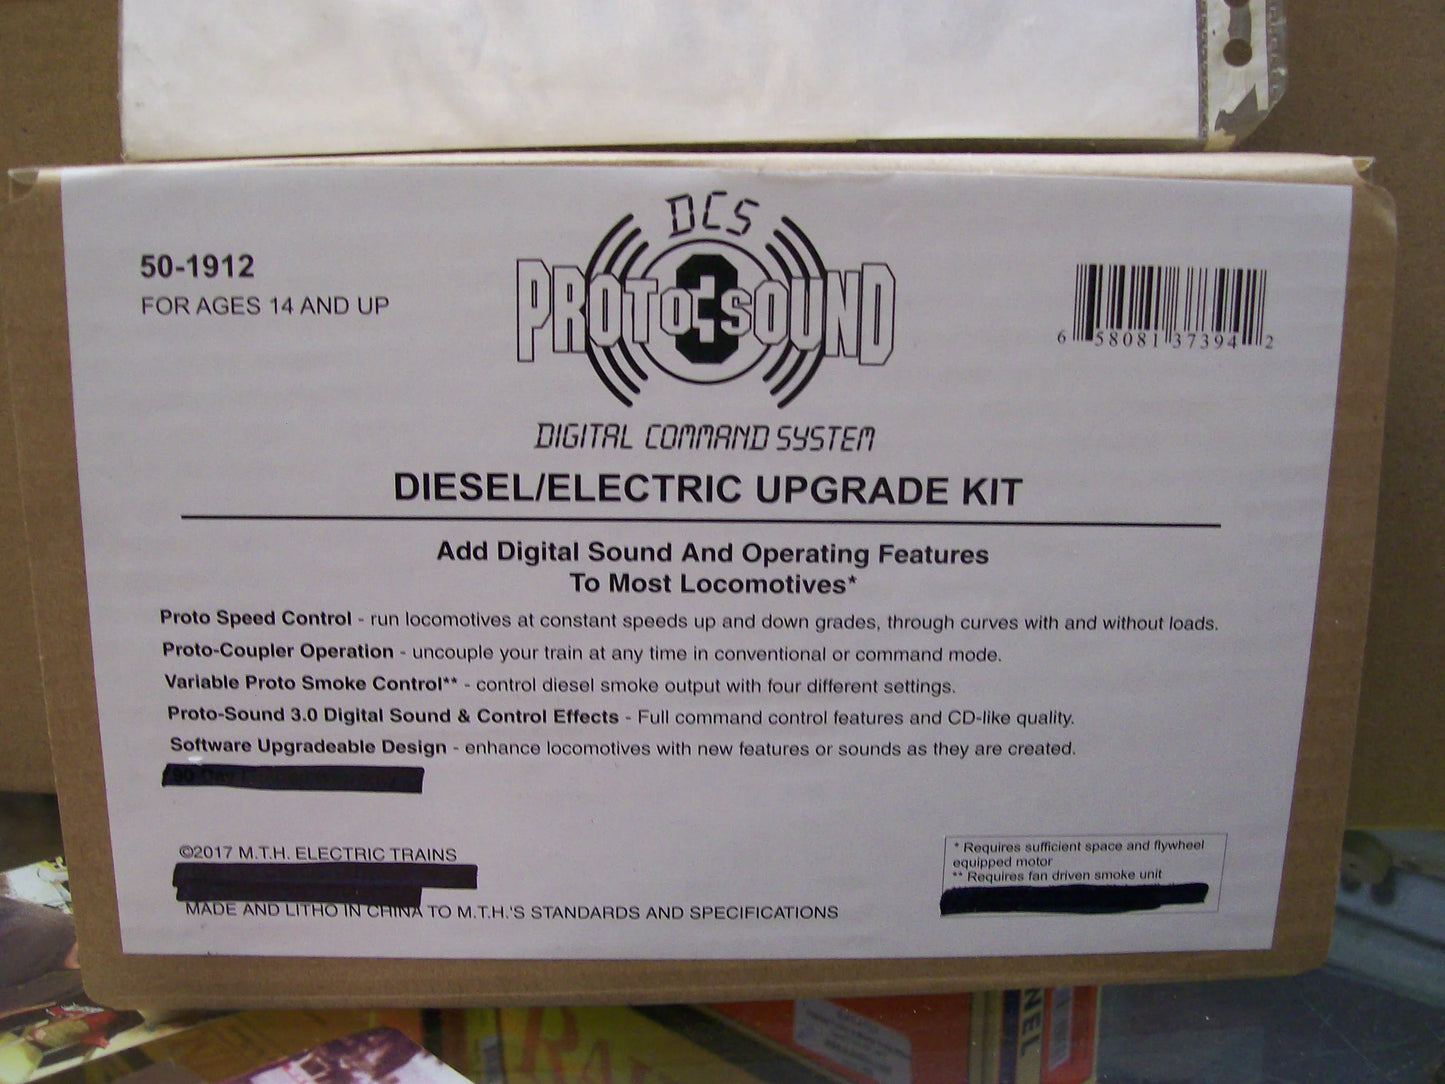 50-1912
FOR AGES 14 AND UP
DCS
PROTO 3 SOUND
DIGITAL COMMAND SYSTEM
6 58081 37394 2
DIESEL/ELECTRIC UPGRADE KIT
Add Digital Sound And Operating Features
To Most Locomotives*
Proto Speed Control - run locomotives at constant speeds up and down grades, through curves with and without loads.
Proto-Coupler Operation - uncouple your train at any time in conventional or command mode.
Variable Proto Smoke Control** - control diesel smoke output with four different settings.
Proto-Sound 3.0 Digital Sound & Control Effects - Full command control features and CD-like quality.
Software Upgradeable Design - enhance locomotives with new features or sounds as they are created.
90 Day
©2017 M.T.H. ELECTRIC TRAINS
MADE AND LITHO IN CHINA TO M.T.H.'S STANDARDS AND SPECIFICATIONS
* Requires sufficient space and flywheel
equipped motor
** Requires fan driven smoke unit
NEL